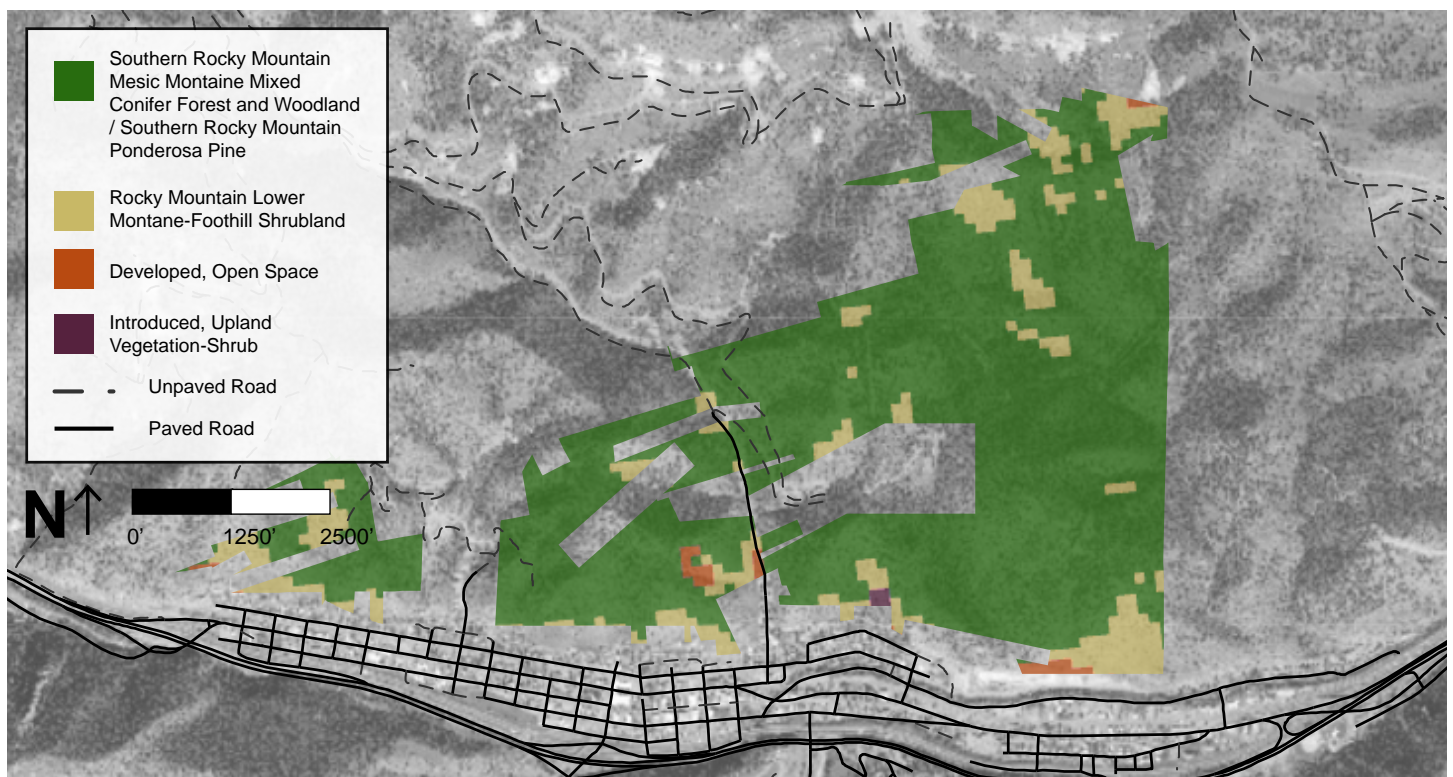 Southern Rocky Mountain
Mesic Montaine Mixed
Conifer Forest and Woodland
/ Southern Rocky Mountain
Ponderosa Pine
Rocky Mountain Lower
Montane-Foothill Shrubland
Developed, Open Space
Introduced, Upland
Vegetation-Shrub
Unpaved Road
Paved Road
N
0' 1250' 2500'